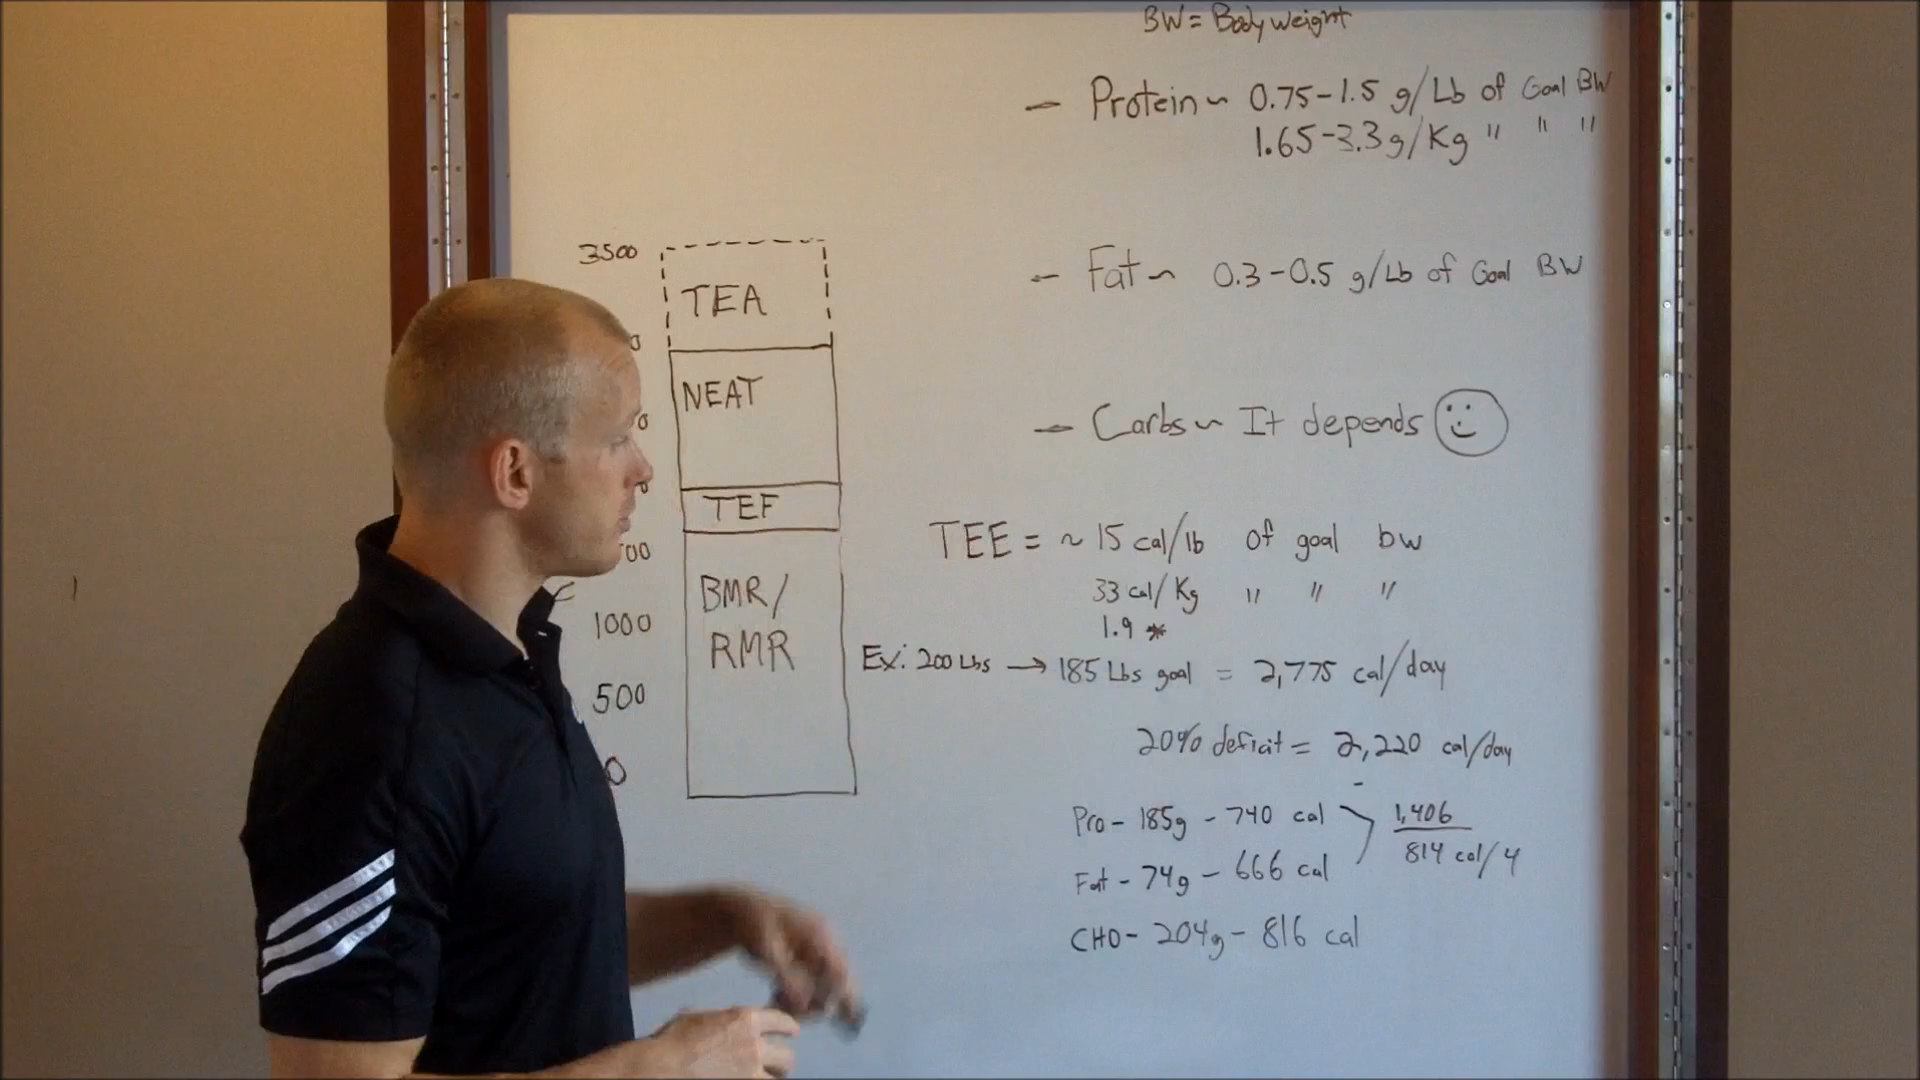 BW = Bodyweight
- Protein ~ 0.75-1.5 g/Lb of Goal BW
1.65-3.3g/Kg " " "
- Fat ~ 0.3-0.5 g/Lb of Goal BW
- Carbs ~ It depends
TEE = ~ 15 cal/lb of goal bw
33 cal/Kg " " "
1.9 *
Ex: 200 Lbs → 185 Lbs goal = 2,775 cal/day
20% deficit = 2,220 cal/day
-
Pro - 185g - 740 cal
1,406
814 cal/4
Fat - 74g - 666 cal
CHO - 204g - 816 cal
3500
TEA
NEAT
TEF
BMR/
RMR
1000
500
0